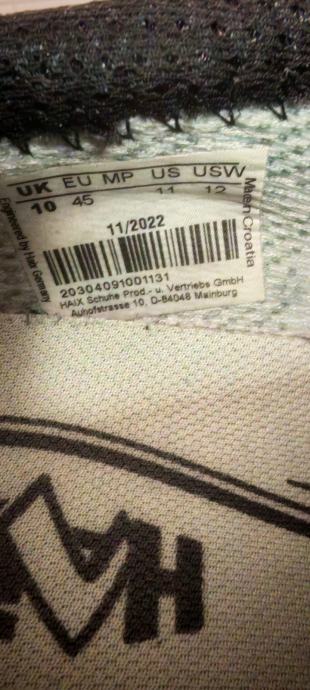 UK EU MP US USW
10 45 11 12
11/2022
20304091001131
HAIX Schuhe Prod.- u. Vertriebs GmbH
Auhofstrasse 10, D-84048 Mainburg
Engineered by Haix Germany
Made in Croatia
HAIX